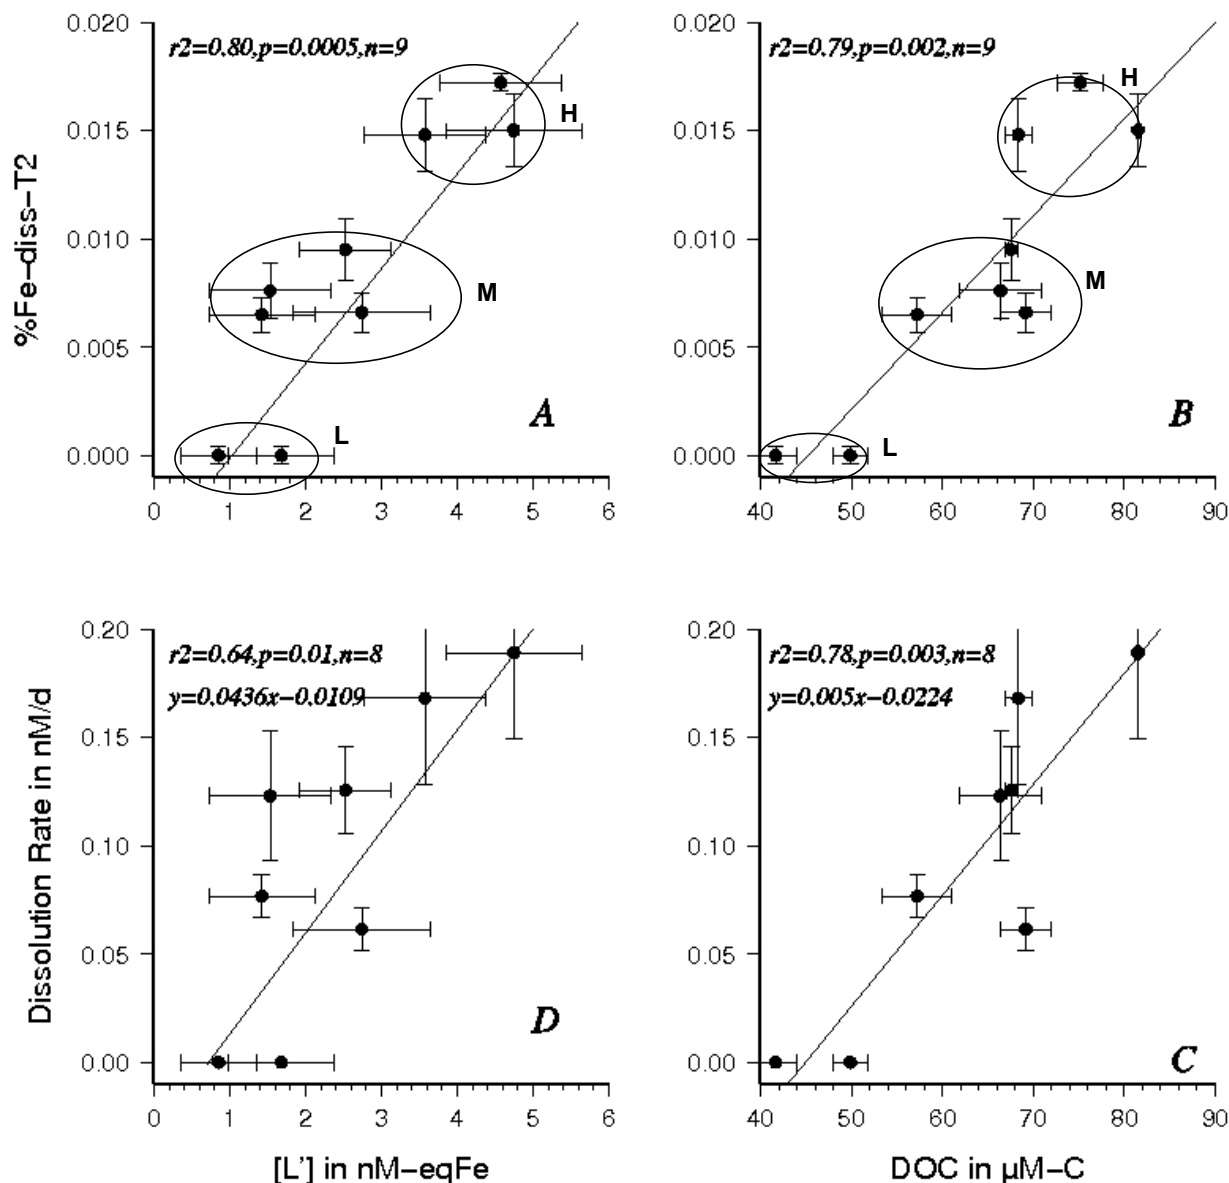 r2=0.80,p=0.0005,n=9
H
M
L
A
0.020
0.015
0.010
0.005
0.000
%Fe-diss-T2
0 1 2 3 4 5 6
r2=0.79,p=0.002,n=9
H
M
L
B
0.020
0.015
0.010
0.005
0.000
40 50 60 70 80 90
r2=0.64,p=0.01,n=8
y=0.0436x-0.0109
D
0.20
0.15
0.10
0.05
0.00
Dissolution Rate in nM/d
0 1 2 3 4 5 6
[L'] in nM-eqFe
r2=0.78,p=0.003,n=8
y=0.005x-0.0224
C
0.20
0.15
0.10
0.05
0.00
40 50 60 70 80 90
DOC in µM-C